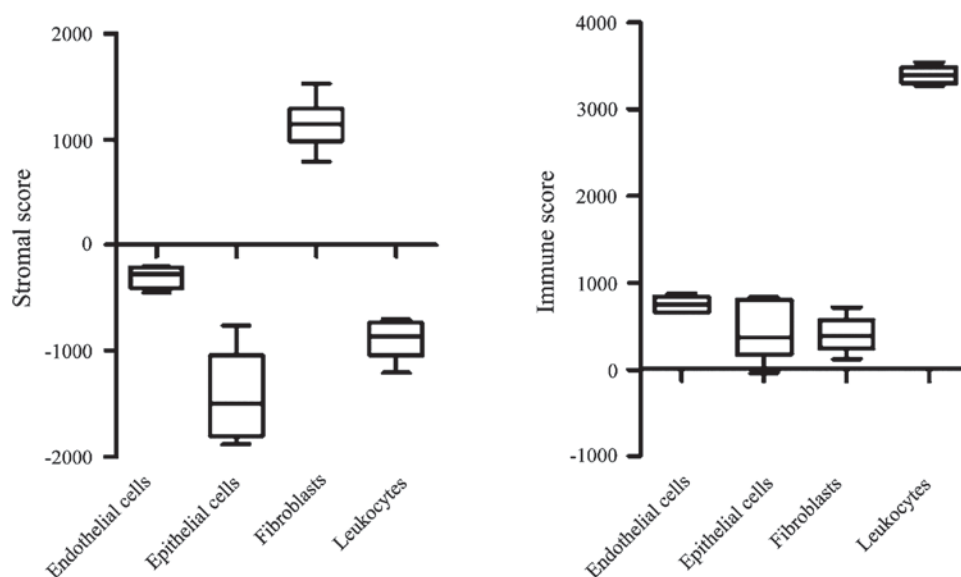 Stromal score
2000
1000
0
-1000
-2000
Endothelial cells
Epithelial cells
Fibroblasts
Leukocytes
Immune score
4000
3000
2000
1000
0
-1000
Endothelial cells
Epithelial cells
Fibroblasts
Leukocytes